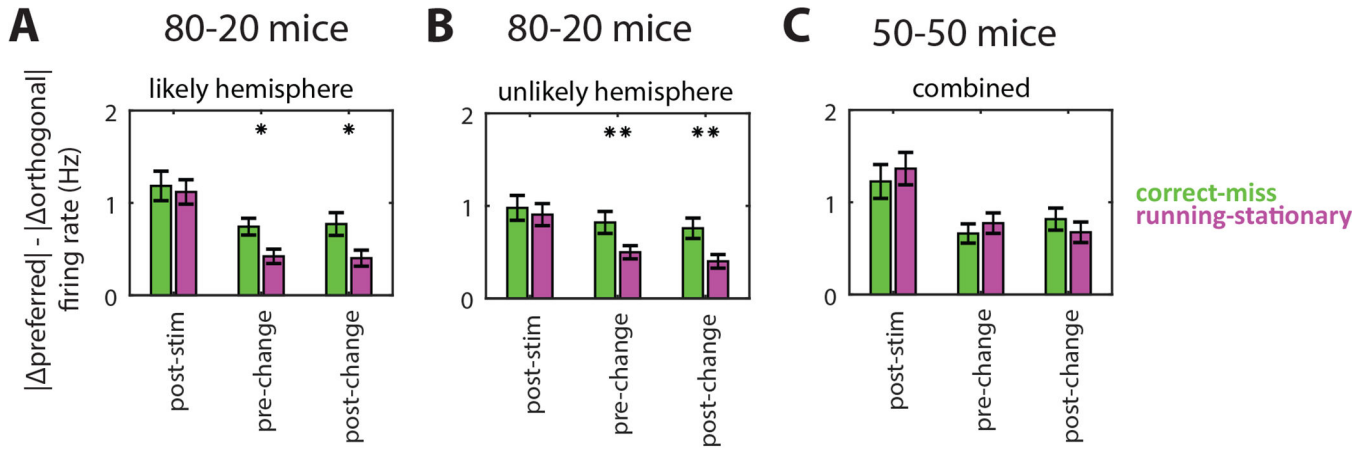 A
80-20 mice
B
80-20 mice
C
50-50 mice
likely hemisphere
unlikely hemisphere
combined
|Δpreferred| - |Δorthogonal|
firing rate (Hz)
2
1
0
* *
2
1
0
** **
2
1
0
correct-miss
running-stationary
post-stim
pre-change
post-change
post-stim
pre-change
post-change
post-stim
pre-change
post-change